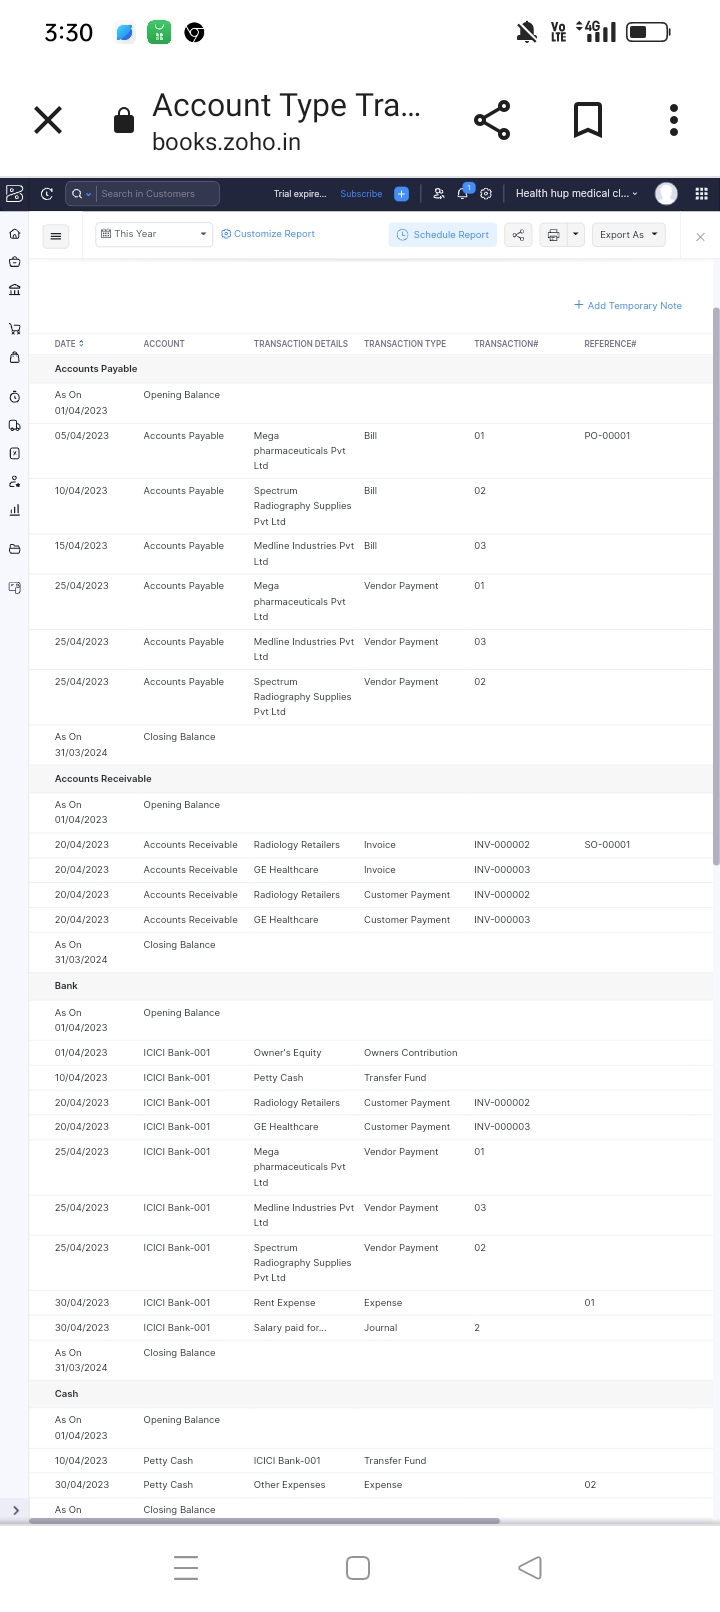 3:30
Vo LTE 4G
Account Type Tra...
books.zoho.in
Search in Customers
Trial expire...
Subscribe
1
Health hup medical cl...
This Year
Customize Report
Schedule Report
Export As
+ Add Temporary Note
DATE ACCOUNT TRANSACTION DETAILS TRANSACTION TYPE TRANSACTION# REFERENCE#
Accounts Payable
As On Opening Balance
01/04/2023
05/04/2023 Accounts Payable Mega Bill 01 PO-00001
pharmaceuticals Pvt
Ltd
10/04/2023 Accounts Payable Spectrum Bill 02
Radiography Supplies
Pvt Ltd
15/04/2023 Accounts Payable Medline Industries Pvt Bill 03
Ltd
25/04/2023 Accounts Payable Mega Vendor Payment 01
pharmaceuticals Pvt
Ltd
25/04/2023 Accounts Payable Medline Industries Pvt Vendor Payment 03
Ltd
25/04/2023 Accounts Payable Spectrum Vendor Payment 02
Radiography Supplies
Pvt Ltd
As On Closing Balance
31/03/2024
Accounts Receivable
As On Opening Balance
01/04/2023
20/04/2023 Accounts Receivable Radiology Retailers Invoice INV-000002 SO-00001
20/04/2023 Accounts Receivable GE Healthcare Invoice INV-000003
20/04/2023 Accounts Receivable Radiology Retailers Customer Payment INV-000002
20/04/2023 Accounts Receivable GE Healthcare Customer Payment INV-000003
As On Closing Balance
31/03/2024
Bank
As On Opening Balance
01/04/2023
01/04/2023 ICICI Bank-001 Owner's Equity Owners Contribution
10/04/2023 ICICI Bank-001 Petty Cash Transfer Fund
20/04/2023 ICICI Bank-001 Radiology Retailers Customer Payment INV-000002
20/04/2023 ICICI Bank-001 GE Healthcare Customer Payment INV-000003
25/04/2023 ICICI Bank-001 Mega Vendor Payment 01
pharmaceuticals Pvt
Ltd
25/04/2023 ICICI Bank-001 Medline Industries Pvt Vendor Payment 03
Ltd
25/04/2023 ICICI Bank-001 Spectrum Vendor Payment 02
Radiography Supplies
Pvt Ltd
30/04/2023 ICICI Bank-001 Rent Expense Expense 01
30/04/2023 ICICI Bank-001 Salary paid for... Journal 2
As On Closing Balance
31/03/2024
Cash
As On Opening Balance
01/04/2023
10/04/2023 Petty Cash ICICI Bank-001 Transfer Fund
30/04/2023 Petty Cash Other Expenses Expense 02
As On Closing Balance